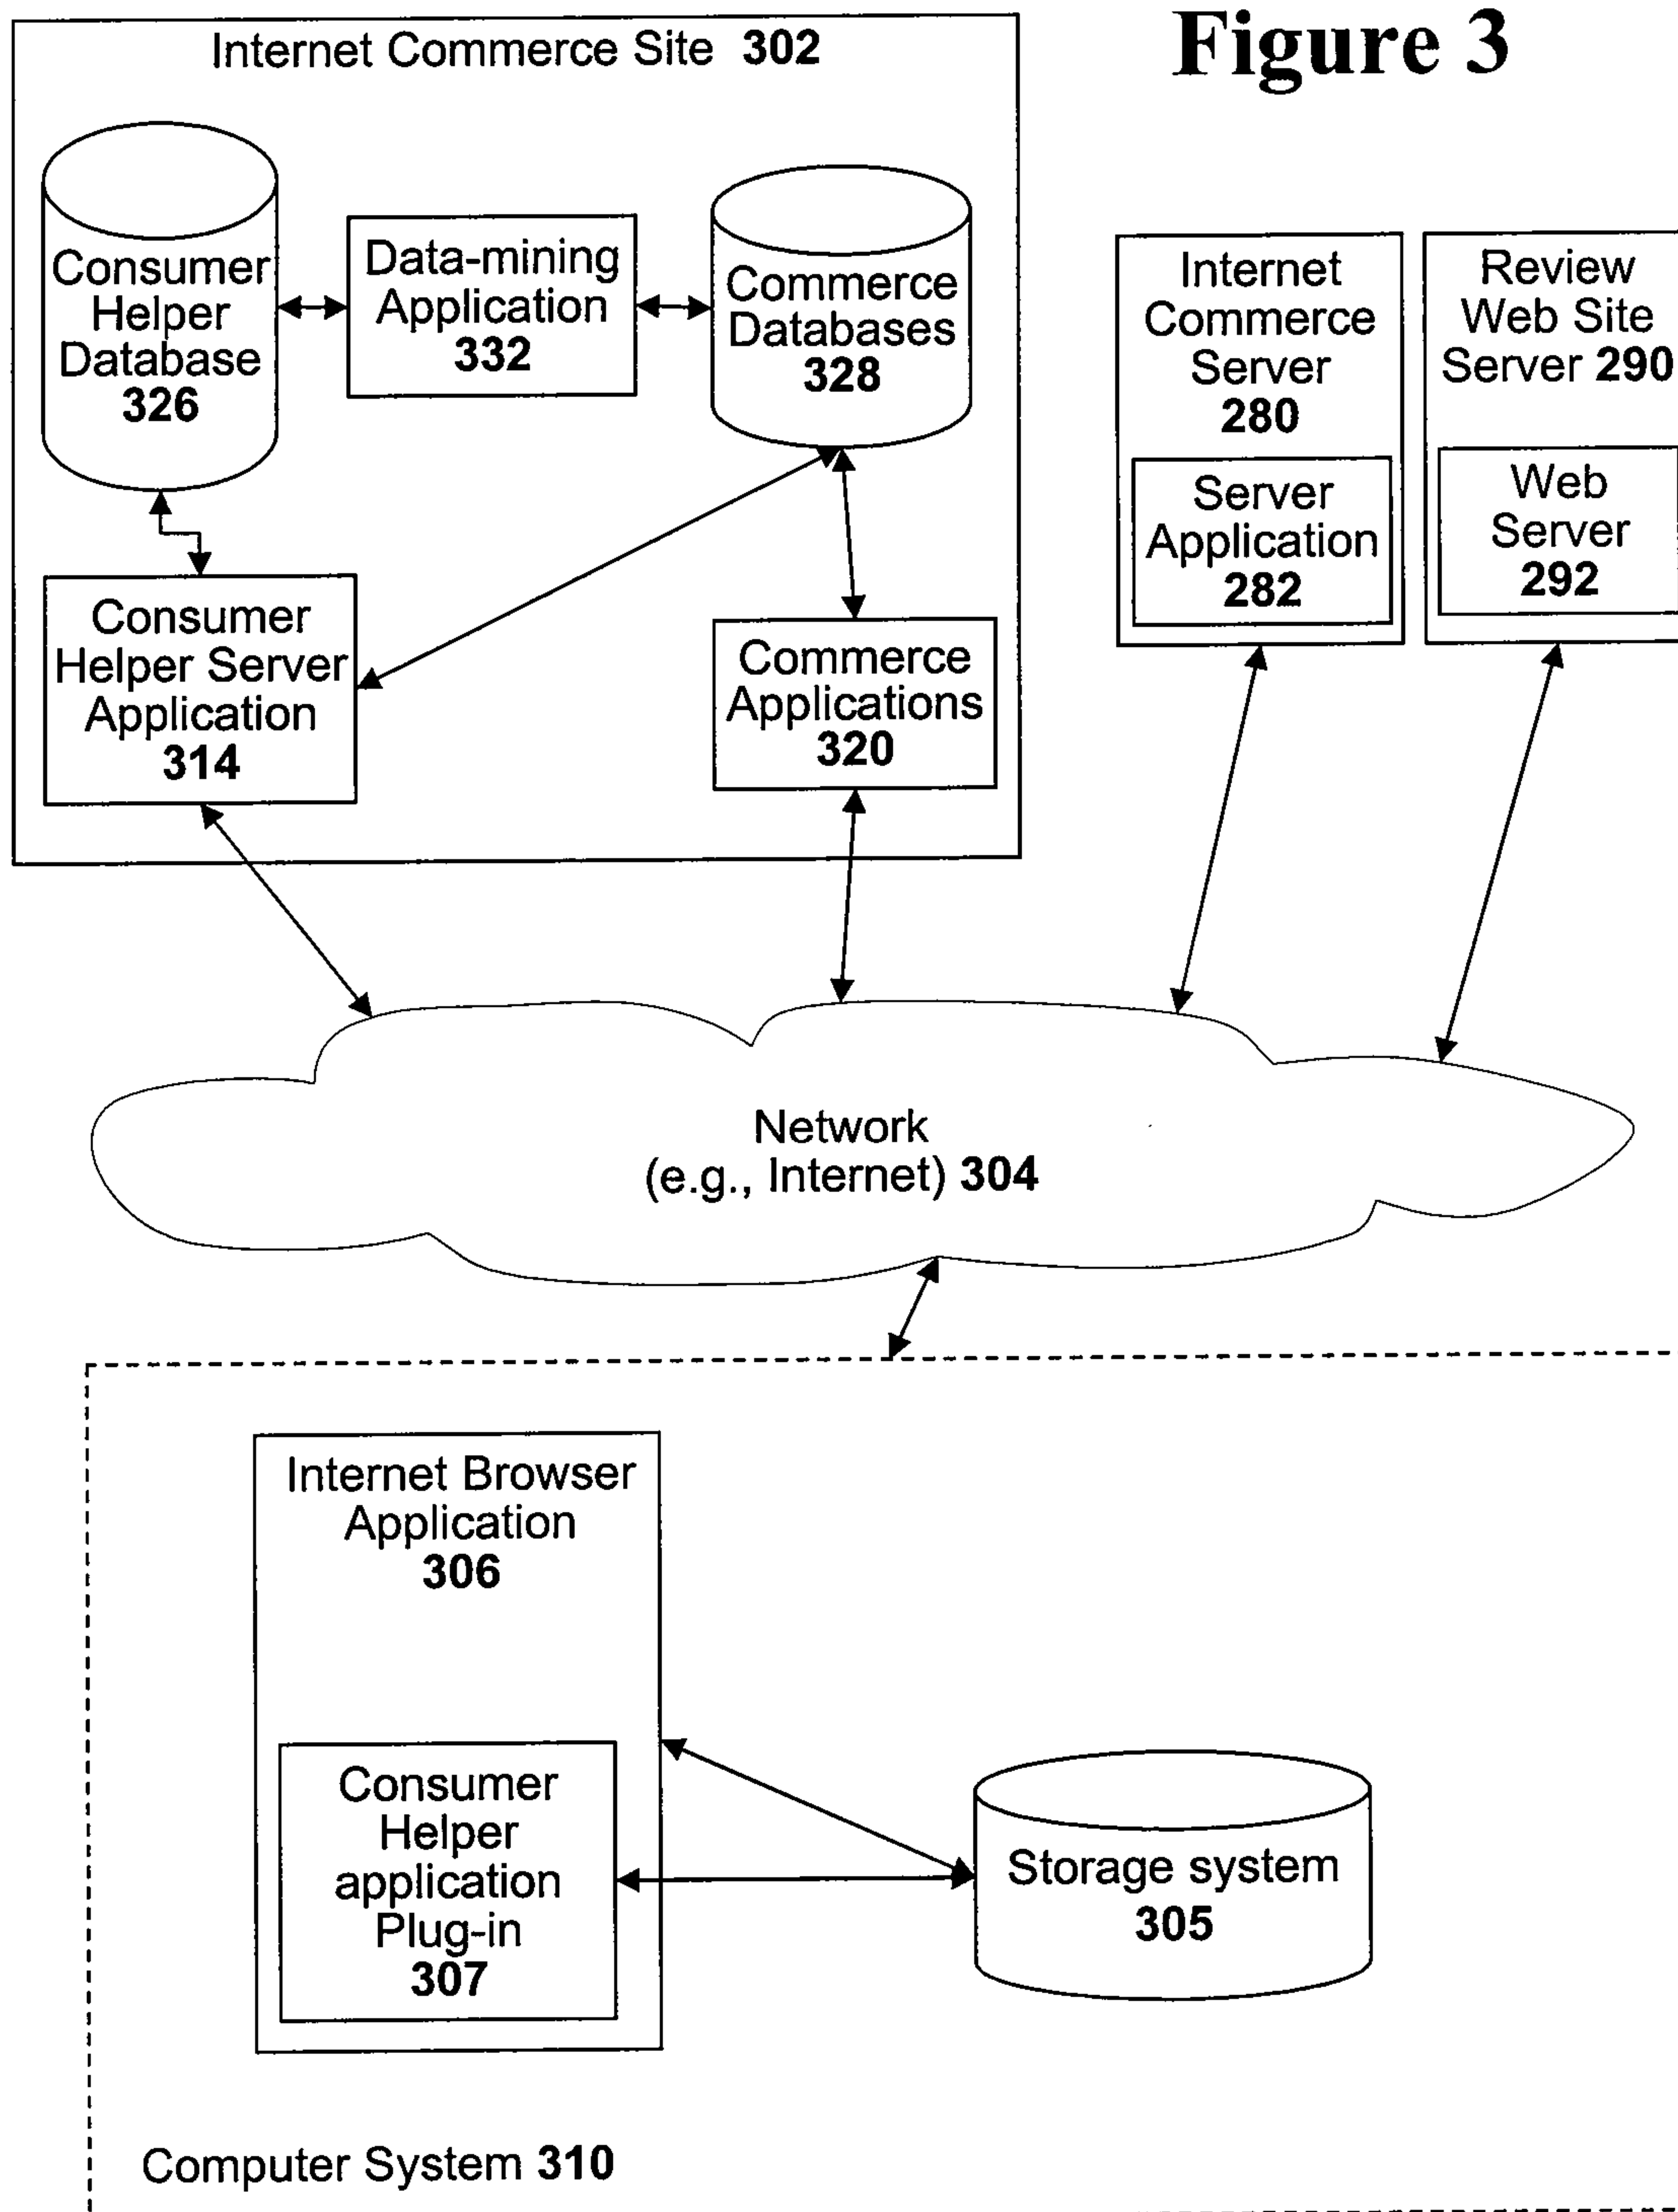 Figure 3
Internet Commerce Site 302
Consumer
Helper
Database
326
Data-mining
Application
332
Commerce
Databases
328
Consumer
Helper Server
Application
314
Commerce
Applications
320
Internet
Commerce
Server
280
Server
Application
282
Review
Web Site
Server 290
Web
Server
292
Network
(e.g., Internet) 304
Internet Browser
Application
306
Consumer
Helper
application
Plug-in
307
Storage system
305
Computer System 310